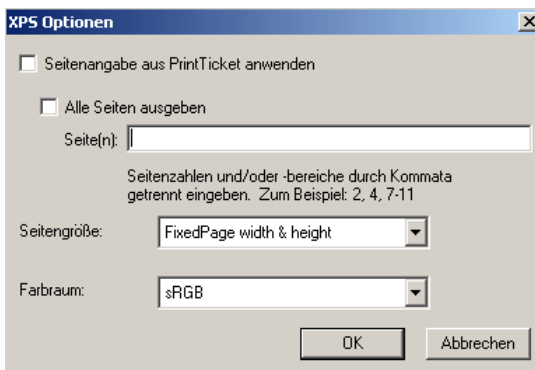 XPS Optionen
Seitenangabe aus PrintTicket anwenden
Alle Seiten ausgeben
Seite(n):
Seitenzahlen und/oder -bereiche durch Kommata
getrennt eingeben. Zum Beispiel: 2, 4, 7-11
Seitengröße: FixedPage width & height
Farbraum: sRGB
OK Abbrechen